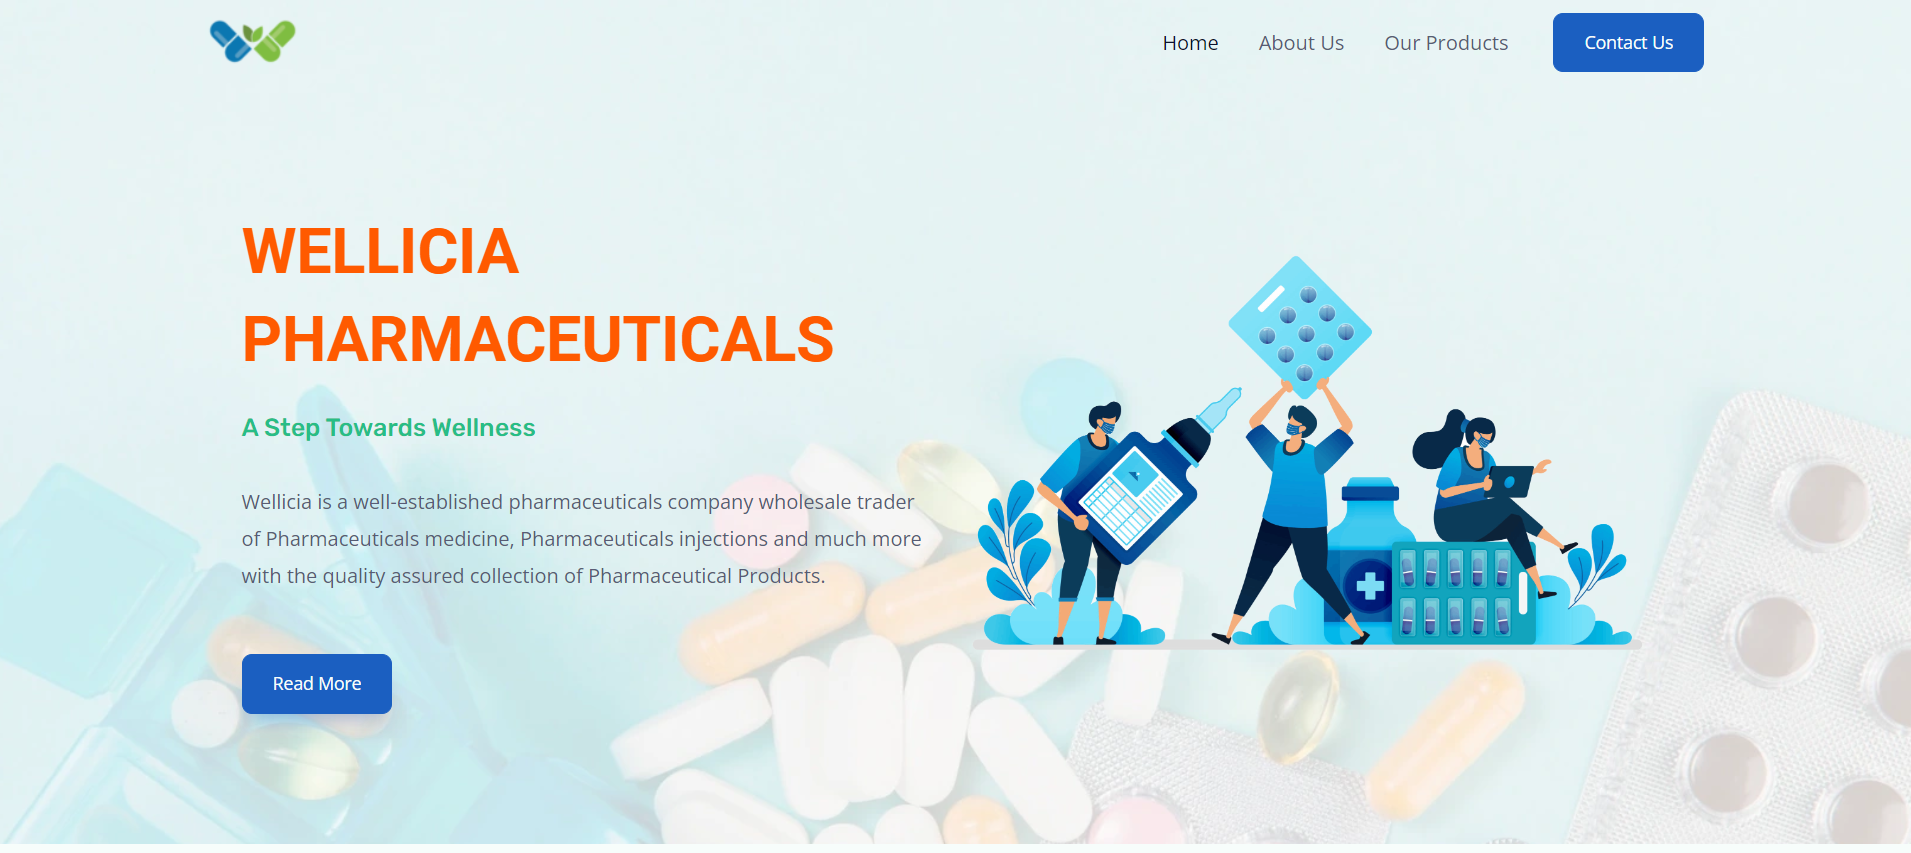 Home About Us Our Products Contact Us
WELLICIA
PHARMACEUTICALS
A Step Towards Wellness
Wellicia is a well-established pharmaceuticals company wholesale trader
of Pharmaceuticals medicine, Pharmaceuticals injections and much more
with the quality assured collection of Pharmaceutical Products.
Read More